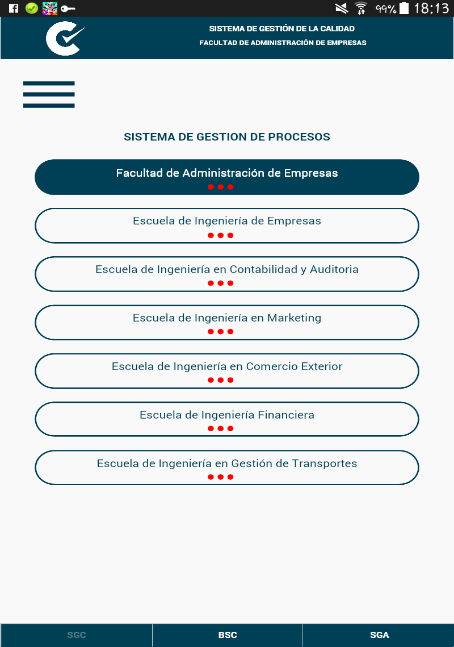 99% 18:13
SISTEMA DE GESTIÓN DE LA CALIDAD
FACULTAD DE ADMINISTRACIÓN DE EMPRESAS
SISTEMA DE GESTION DE PROCESOS
Facultad de Administración de Empresas
Escuela de Ingeniería de Empresas
Escuela de Ingeniería en Contabilidad y Auditoria
Escuela de Ingeniería en Marketing
Escuela de Ingeniería en Comercio Exterior
Escuela de Ingeniería Financiera
Escuela de Ingeniería en Gestión de Transportes
SGC BSC SGA